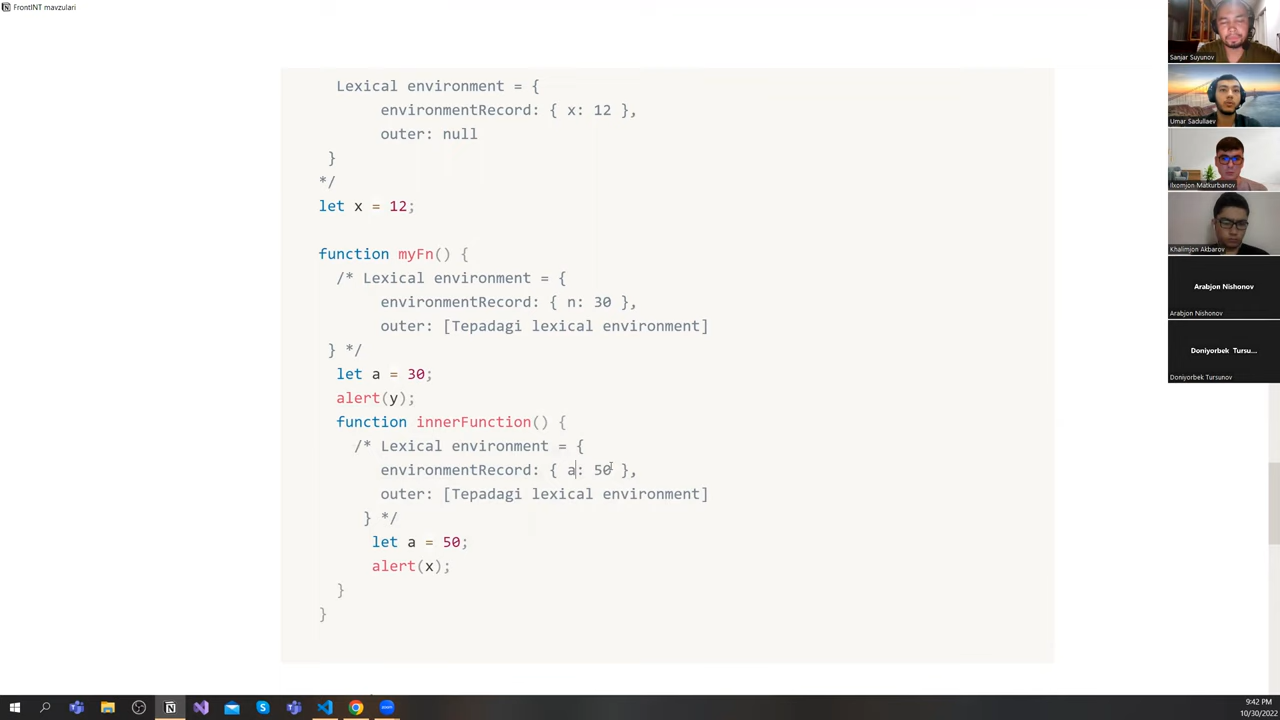 FrontINT mavzulari
Lexical environment = {
environmentRecord: { x: 12 },
outer: null
}
*/
let x = 12;
function myFn() {
/* Lexical environment = {
environmentRecord: { n: 30 },
outer: [Tepadagi lexical environment]
} */
let a = 30;
alert(y);
function innerFunction() {
/* Lexical environment = {
environmentRecord: { a: 50 },
outer: [Tepadagi lexical environment]
} */
let a = 50;
alert(x);
}
}
Sanjar Suyunov
Umar Sadullaev
Ilxomjon Matkurbanov
Khalimjon Akbarov
Arabjon Nishonov
Arabjon Nishonov
Doniyorbek Tursu...
Doniyorbek Tursunov
9:42 PM
10/30/2022